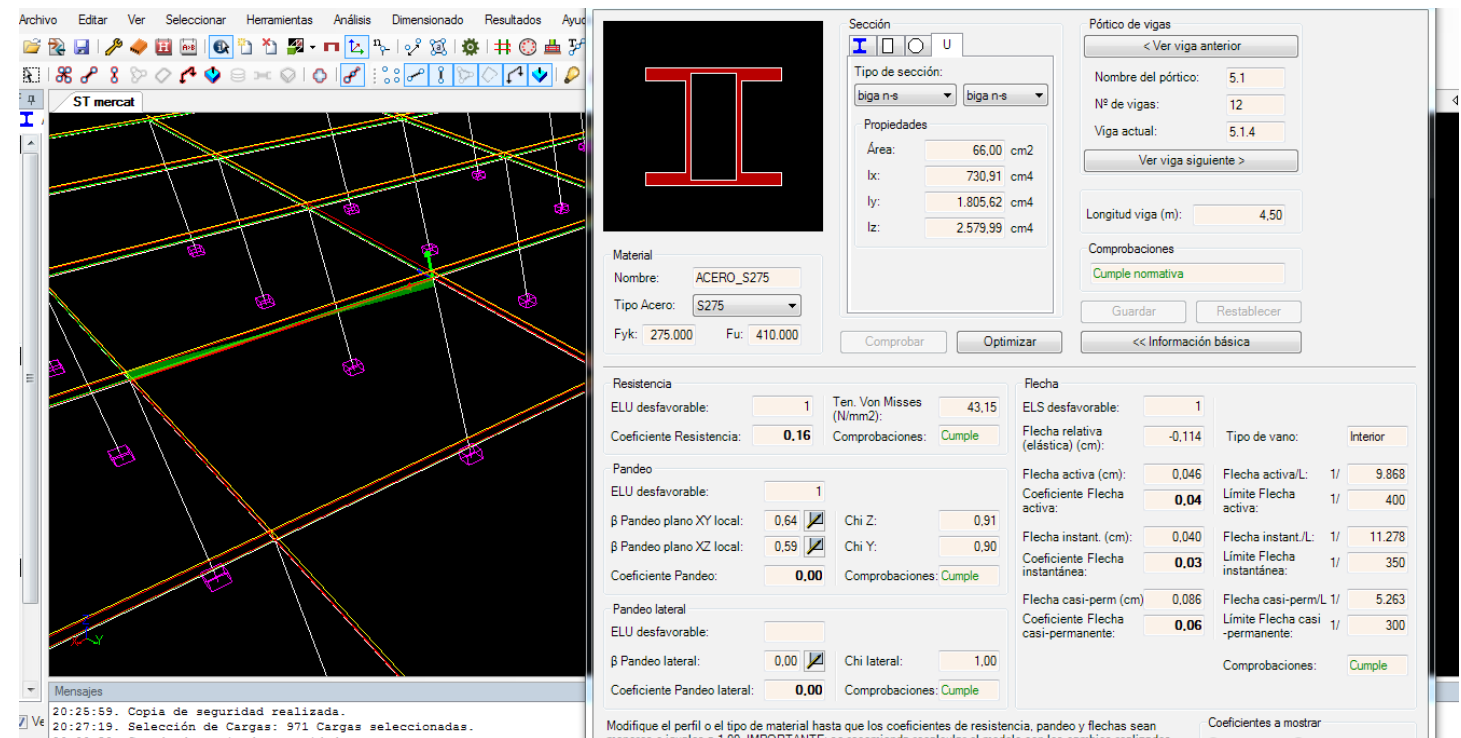 Archivo Editar Ver Seleccionar Herramientas Análisis Dimensionado Resultados
ST mercat
Mensajes
20:25:59. Copia de seguridad realizada.
20:27:19. Selección de Cargas: 971 Cargas seleccionadas.
Material
Nombre: ACERO_S275
Tipo Acero: S275
Fyk: 275.000 Fu: 410.000
Sección
U
Tipo de sección:
biga n-s biga n-s
Propiedades
Área: 66,00 cm2
Ix: 730,91 cm4
Iy: 1.805,62 cm4
Iz: 2.579,99 cm4
Comprobar Optimizar
Pórtico de vigas
< Ver viga anterior
Nombre del pórtico: 5.1
Nº de vigas: 12
Viga actual: 5.1.4
Ver viga siguiente >
Longitud viga (m): 4,50
Comprobaciones
Cumple normativa
Guardar Restablecer
<< Información básica
Resistencia
ELU desfavorable: 1 Ten. Von Misses (N/mm2): 43,15
Coeficiente Resistencia: 0,16 Comprobaciones: Cumple
Pandeo
ELU desfavorable: 1
β Pandeo plano XY local: 0,64 Chi Z: 0,91
β Pandeo plano XZ local: 0,59 Chi Y: 0,90
Coeficiente Pandeo: 0,00 Comprobaciones: Cumple
Pandeo lateral
ELU desfavorable:
β Pandeo lateral: 0,00 Chi lateral: 1,00
Coeficiente Pandeo lateral: 0,00 Comprobaciones: Cumple
Flecha
ELS desfavorable: 1
Flecha relativa (elástica) (cm): -0,114 Tipo de vano: Interior
Flecha activa (cm): 0,046 Flecha activa/L: 1/ 9.868
Coeficiente Flecha activa: 0,04 Límite Flecha activa: 1/ 400
Flecha instant. (cm): 0,040 Flecha instant./L: 1/ 11.278
Coeficiente Flecha instantánea: 0,03 Límite Flecha instantánea: 1/ 350
Flecha casi-perm (cm) 0,086 Flecha casi-perm/L 1/ 5.263
Coeficiente Flecha casi-permanente: 0,06 Límite Flecha casi -permanente: 1/ 300
Comprobaciones: Cumple
Modifique el perfil o el tipo de material hasta que los coeficientes de resistencia, pandeo y flechas sean
Coeficientes a mostrar